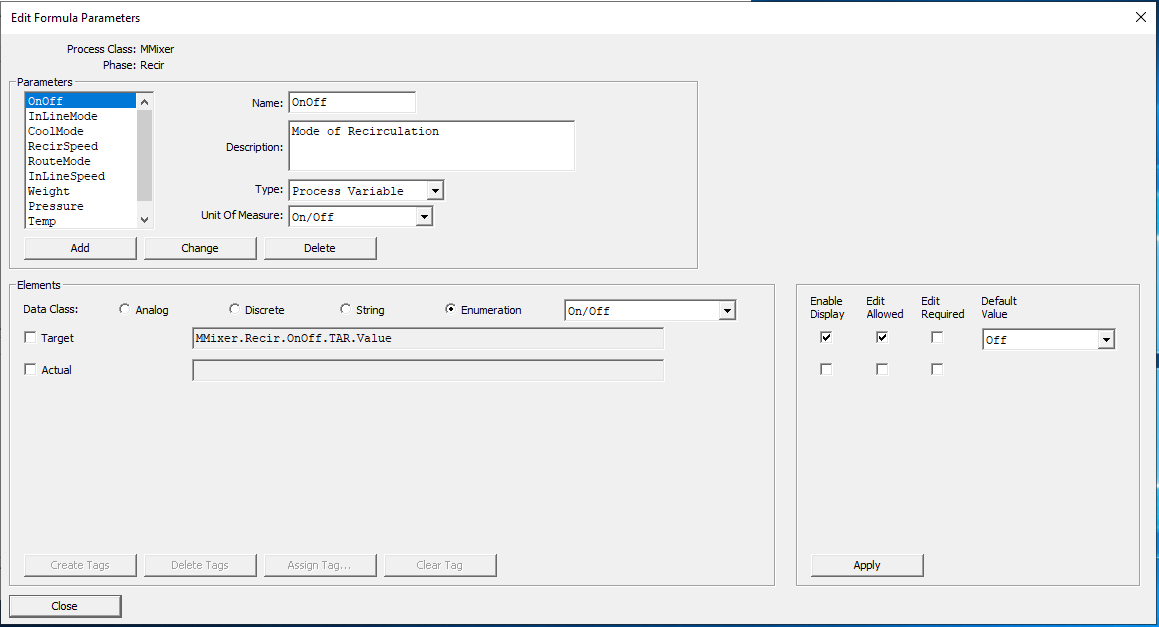 Edit Formula Parameters
Process Class: MMixer
Phase: Recir
Parameters
OnOff
InLineMode
CoolMode
RecirSpeed
RouteMode
InLineSpeed
Weight
Pressure
Temp
Name: OnOff
Description: Mode of Recirculation
Type: Process Variable
Unit Of Measure: On/Off
Add Change Delete
Elements
Data Class: Analog Discrete String Enumeration On/Off
Target MMixer.Recir.OnOff.TAR.Value
Actual
Create Tags Delete Tags Assign Tag... Clear Tag
Enable Edit Edit Default
Display Allowed Required Value
Off
Apply
Close